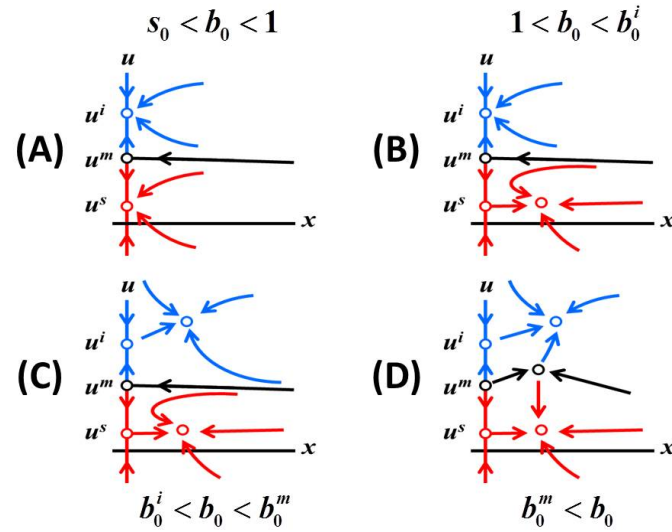 s₀ < b₀ < 1
1 < b₀ < b₀ⁱ
u
u
uⁱ
uⁱ
(A)
(B)
uᵐ
uᵐ
uˢ
uˢ
x
x
u
u
uⁱ
uⁱ
(C)
(D)
uᵐ
uᵐ
uˢ
uˢ
x
x
b₀ⁱ < b₀ < b₀ᵐ
b₀ᵐ < b₀